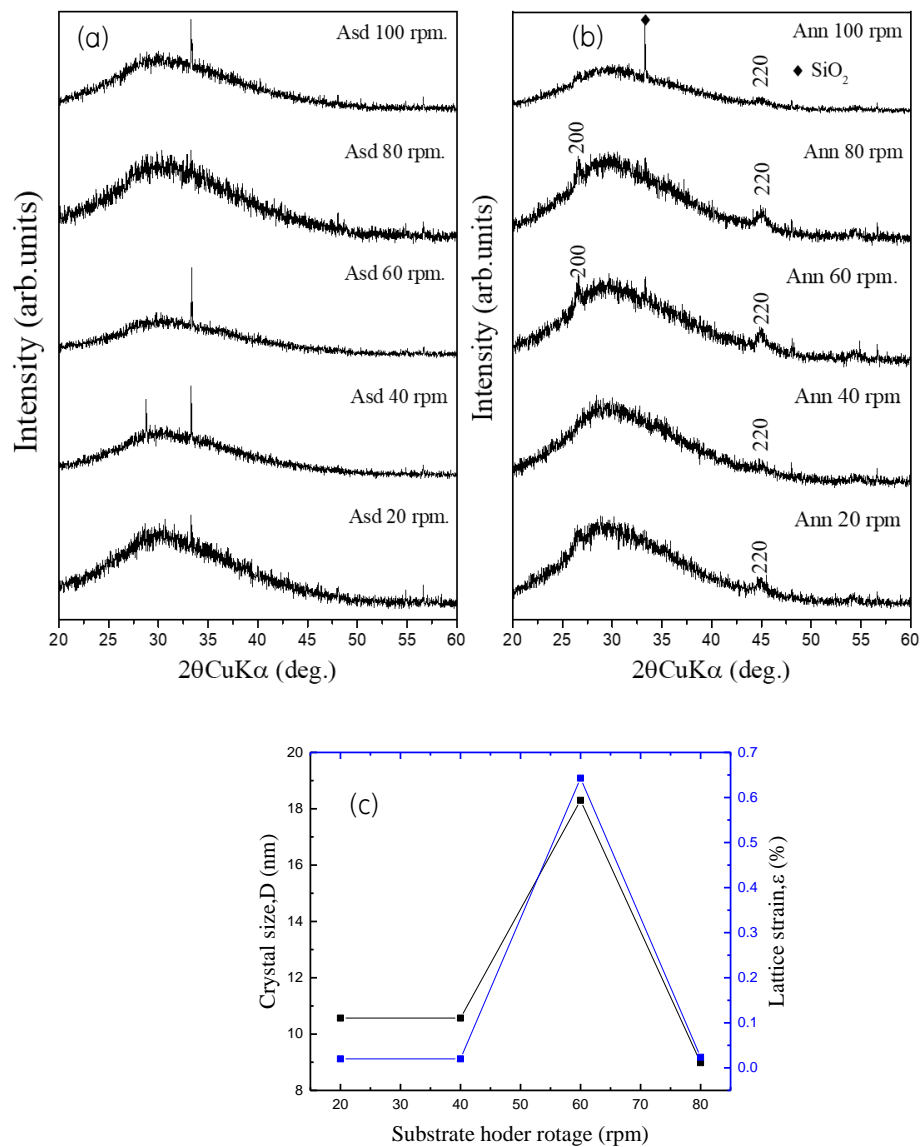 (a)
Asd 100 rpm.
Asd 80 rpm.
Asd 60 rpm.
Asd 40 rpm
Asd 20 rpm.
Intensity (arb.units)
20 25 30 35 40 45 50 55 60
2θCuKα (deg.)
(b)
Ann 100 rpm
220
♦ SiO₂
200
Ann 80 rpm
220
200
Ann 60 rpm.
220
Ann 40 rpm
220
Ann 20 rpm
220
Intensity (arb.units)
20 25 30 35 40 45 50 55 60
2θCuKα (deg.)
(c)
20
18
16
14
12
10
8
Crystal size,D (nm)
0.7
0.6
0.5
0.4
0.3
0.2
0.1
0.0
Lattice strain,ε (%)
20 30 40 50 60 70 80
Substrate hoder rotage (rpm)